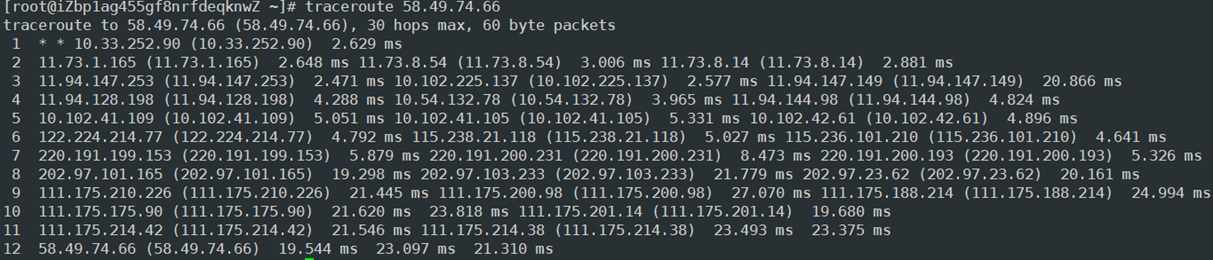 [root@iZbp1ag455gf8nrfdeqknwZ ~]# traceroute 58.49.74.66
traceroute to 58.49.74.66 (58.49.74.66), 30 hops max, 60 byte packets
 1  * * 10.33.252.90 (10.33.252.90)  2.629 ms
 2  11.73.1.165 (11.73.1.165)  2.648 ms 11.73.8.54 (11.73.8.54)  3.006 ms 11.73.8.14 (11.73.8.14)  2.881 ms
 3  11.94.147.253 (11.94.147.253)  2.471 ms 10.102.225.137 (10.102.225.137)  2.577 ms 11.94.147.149 (11.94.147.149)  20.866 ms
 4  11.94.128.198 (11.94.128.198)  4.288 ms 10.54.132.78 (10.54.132.78)  3.965 ms 11.94.144.98 (11.94.144.98)  4.824 ms
 5  10.102.41.109 (10.102.41.109)  5.051 ms 10.102.41.105 (10.102.41.105)  5.331 ms 10.102.42.61 (10.102.42.61)  4.896 ms
 6  122.224.214.77 (122.224.214.77)  4.792 ms 115.238.21.118 (115.238.21.118)  5.027 ms 115.236.101.210 (115.236.101.210)  4.641 ms
 7  220.191.199.153 (220.191.199.153)  5.879 ms 220.191.200.231 (220.191.200.231)  8.473 ms 220.191.200.193 (220.191.200.193)  5.326 ms
 8  202.97.101.165 (202.97.101.165)  19.298 ms 202.97.103.233 (202.97.103.233)  21.779 ms 202.97.23.62 (202.97.23.62)  20.161 ms
 9  111.175.210.226 (111.175.210.226)  21.445 ms 111.175.200.98 (111.175.200.98)  27.070 ms 111.175.188.214 (111.175.188.214)  24.994 ms
10  111.175.175.90 (111.175.175.90)  21.620 ms  23.818 ms 111.175.201.14 (111.175.201.14)  19.680 ms
11  111.175.214.42 (111.175.214.42)  21.546 ms 111.175.214.38 (111.175.214.38)  23.493 ms  23.375 ms
12  58.49.74.66 (58.49.74.66)  19.544 ms  23.097 ms  21.310 ms